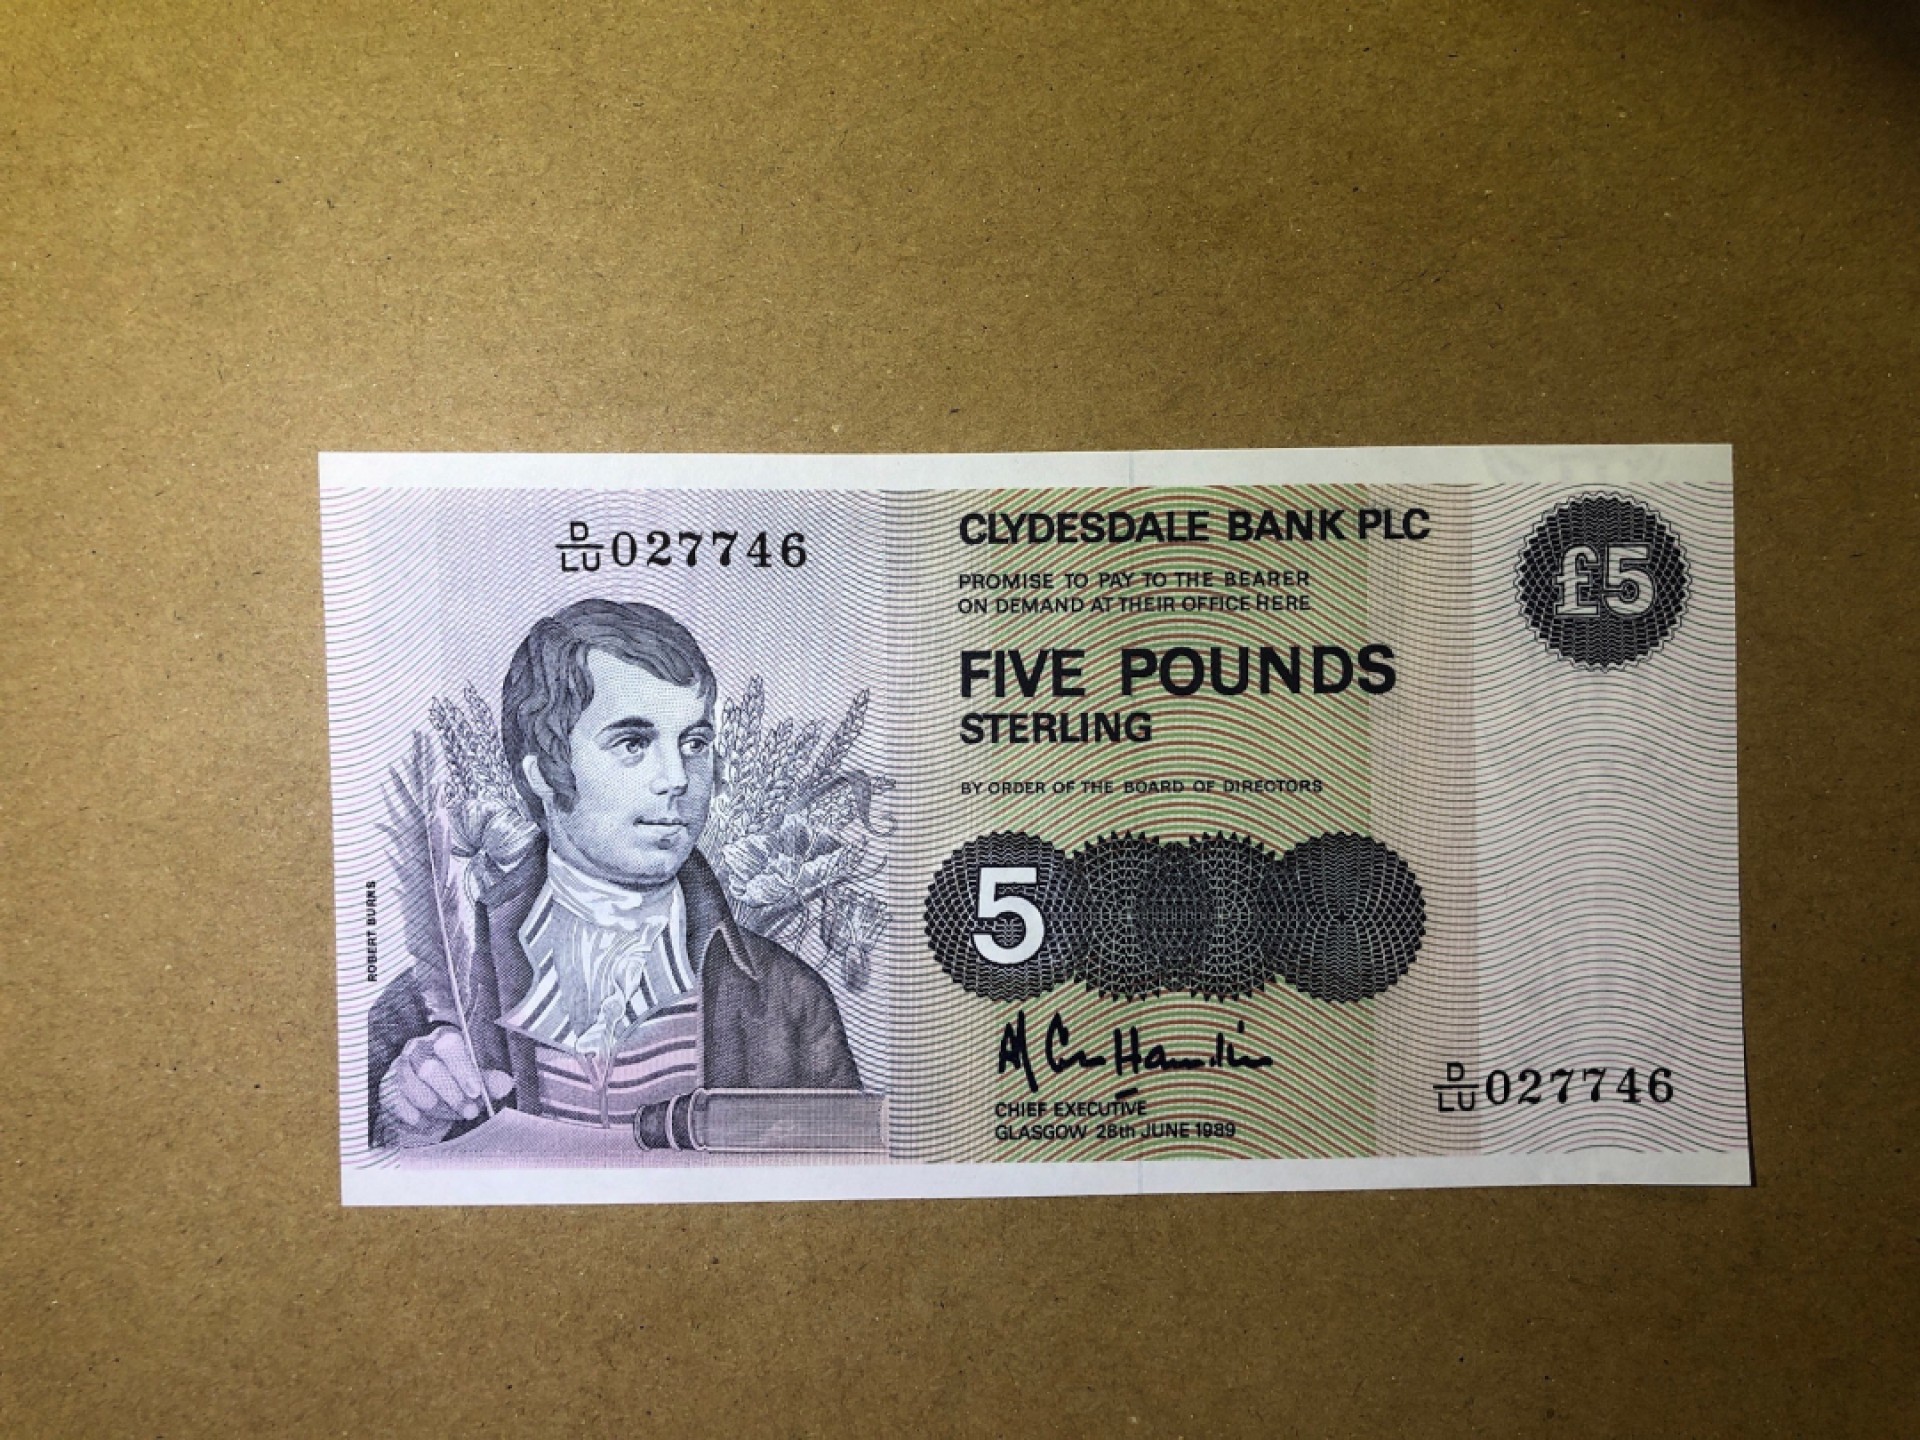 D/LU 027746
CLYDESDALE BANK PLC
£5
PROMISE TO PAY TO THE BEARER
ON DEMAND AT THEIR OFFICE HERE
FIVE POUNDS
STERLING
BY ORDER OF THE BOARD OF DIRECTORS
5
ROBERT BURNS
CHIEF EXECUTIVE
GLASGOW 28th JUNE 1989
D/LU 027746